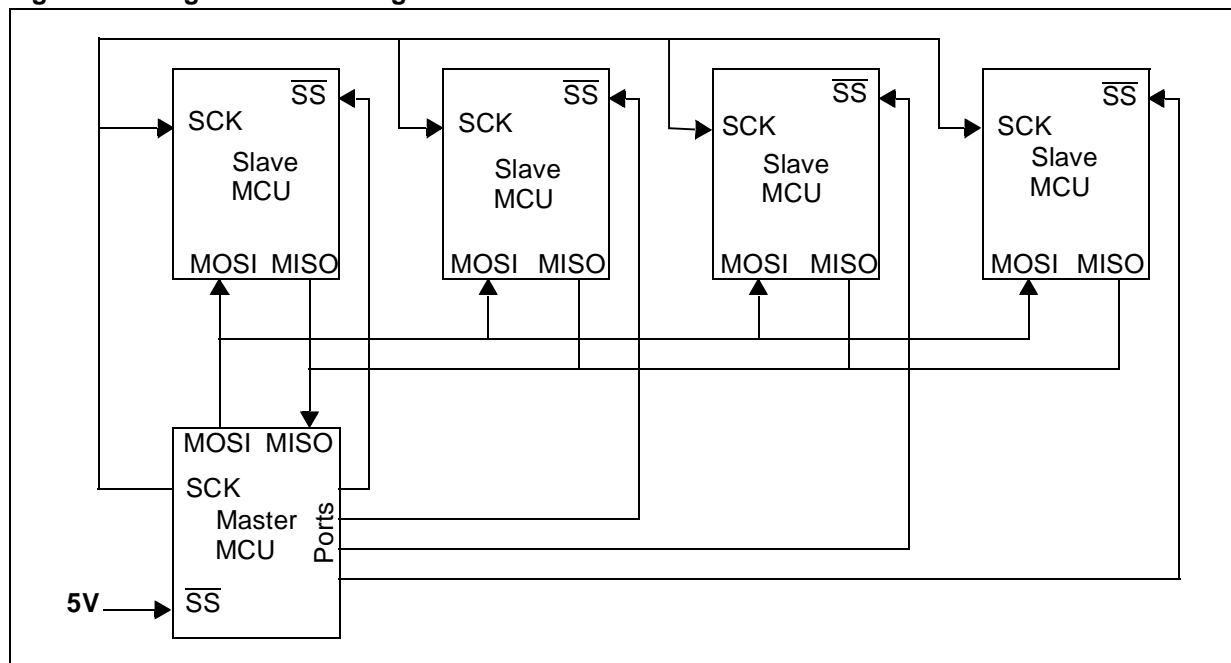 SS SS SS SS
SCK SCK SCK SCK
Slave MCU
Slave MCU
Slave MCU
Slave MCU
MOSI MISO MOSI MISO MOSI MISO MOSI MISO
MOSI MISO
SCK
Master
MCU
Ports
5V SS